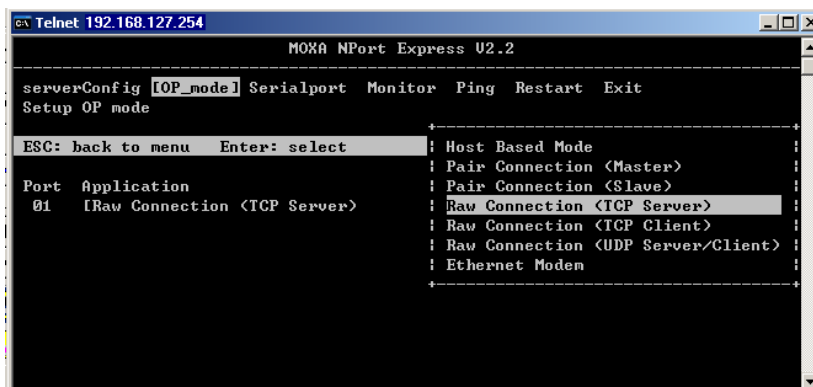 Telnet 192.168.127.254
MOXA NPort Express V2.2
serverConfig [OP_mode] Serialport Monitor Ping Restart Exit
Setup OP mode
ESC: back to menu Enter: select
Host Based Mode
Pair Connection (Master)
Port Application
Pair Connection (Slave)
01 [Raw Connection (TCP Server)
Raw Connection (TCP Server)
Raw Connection (TCP Client)
Raw Connection (UDP Server/Client)
Ethernet Modem